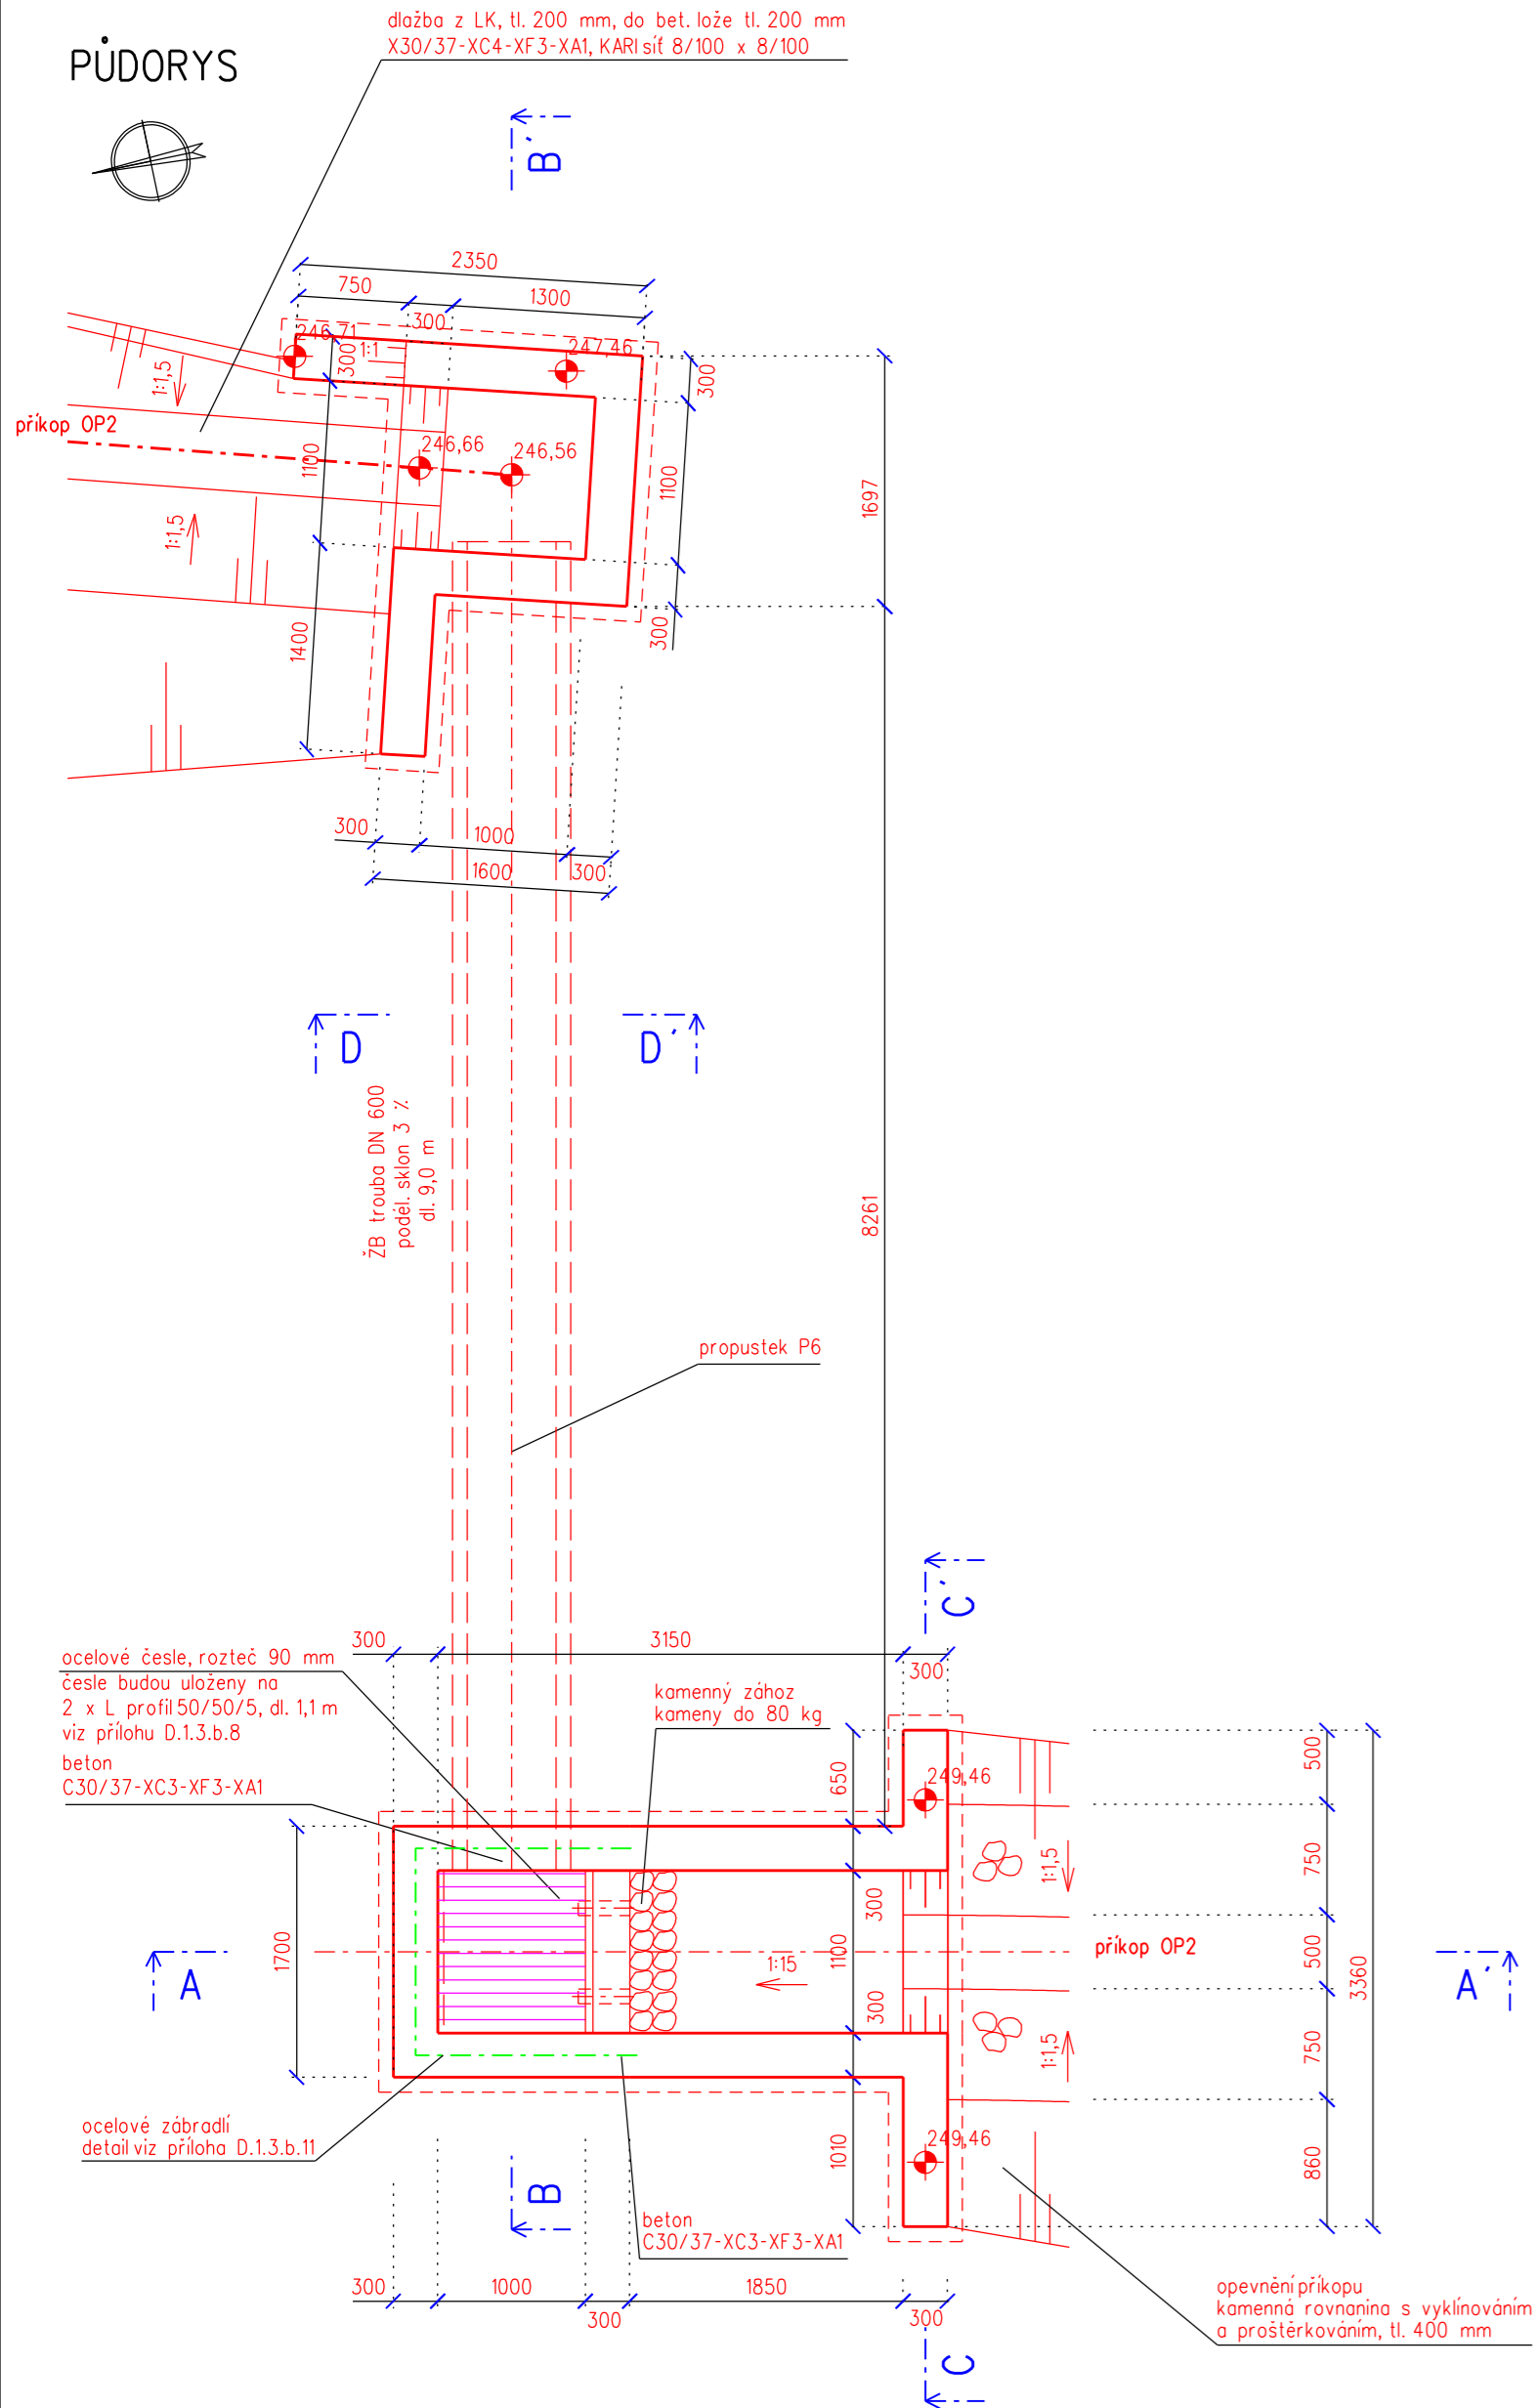 dlažba z LK, tl. 200 mm, do bet. lože tl. 200 mm
X30/37-XC4-XF3-XA1, KARI síť 8/100 x 8/100
PŮDORYS
B´
2350
750
1300
300
246,71
1:1
300
247,46
300
1:1,5
příkop OP2
246,66
246,56
1100
1100
1697
1:1,5
1400
300
300
1000
1600
300
D
D´
ŽB trouba DN 600
podél. sklon 3 %
dl. 9,0 m
8261
propustek P6
C´
300
3150
300
ocelové česle, rozteč 90 mm
česle budou uloženy na
2 x L profil 50/50/5, dl. 1,1 m
viz přílohu D.1.3.b.8
beton
C30/37-XC3-XF3-XA1
kamenný zához
kameny do 80 kg
650
249,46
500
750
1:1,5
300
1700
1100
příkop OP2
500
3360
A
1:15
A´
300
1:1,5
750
ocelové zábradlí
detail viz příloha D.1.3.b.11
1010
249,46
860
B
beton
C30/37-XC3-XF3-XA1
300
1000
300
1850
300
opevnění příkopu
kamenná rovnanina s vyklínováním
a proštěrkováním, tl. 400 mm
C